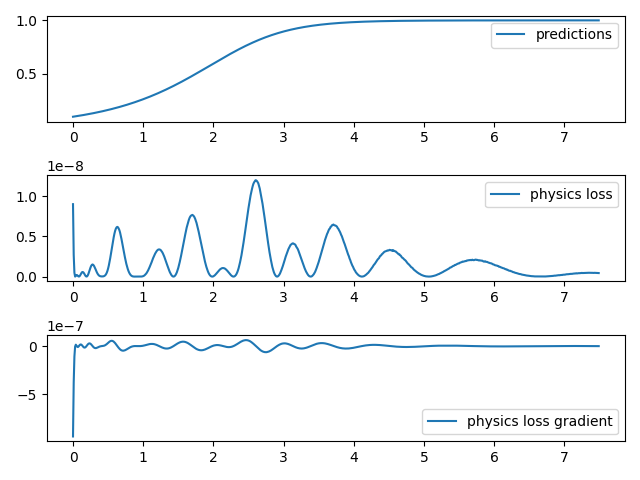 1.0
predictions
0.5
0 1 2 3 4 5 6 7
1e−8
physics loss
1.0
0.5
0.0
0 1 2 3 4 5 6 7
1e−7
0
−5
physics loss gradient
0 1 2 3 4 5 6 7